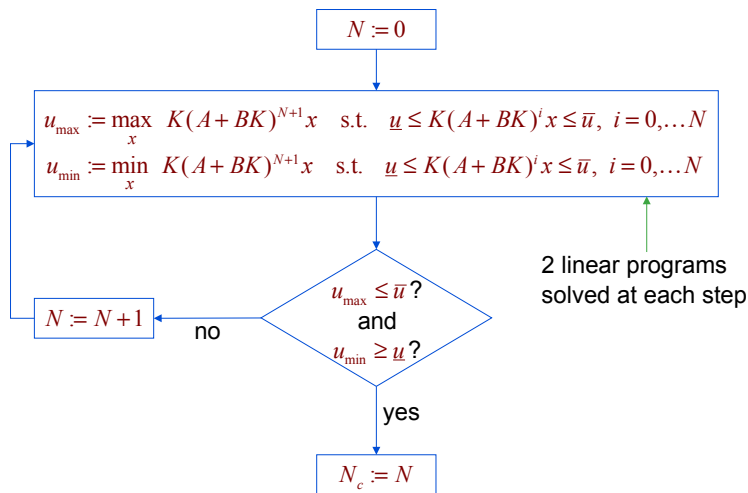 N := 0
u_max := max_x K(A + BK)^{N+1} x s.t. u̲ ≤ K(A + BK)^i x ≤ u̅, i = 0,…N
u_min := min_x K(A + BK)^{N+1} x s.t. u̲ ≤ K(A + BK)^i x ≤ u̅, i = 0,…N
2 linear programs
solved at each step
u_max ≤ u̅?
and
u_min ≥ u̲?
no
N := N + 1
yes
N_c := N